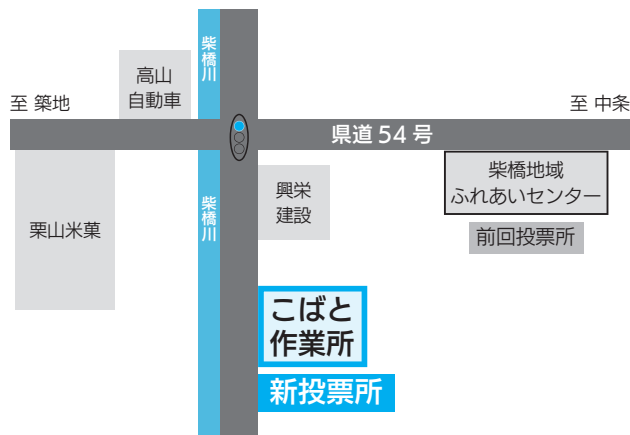 柴橋川
高山
自動車
至 築地
至 中条
県道 54 号
柴橋地域
ふれあいセンター
前回投票所
興栄
建設
柴橋川
栗山米菓
こばと
作業所
新投票所